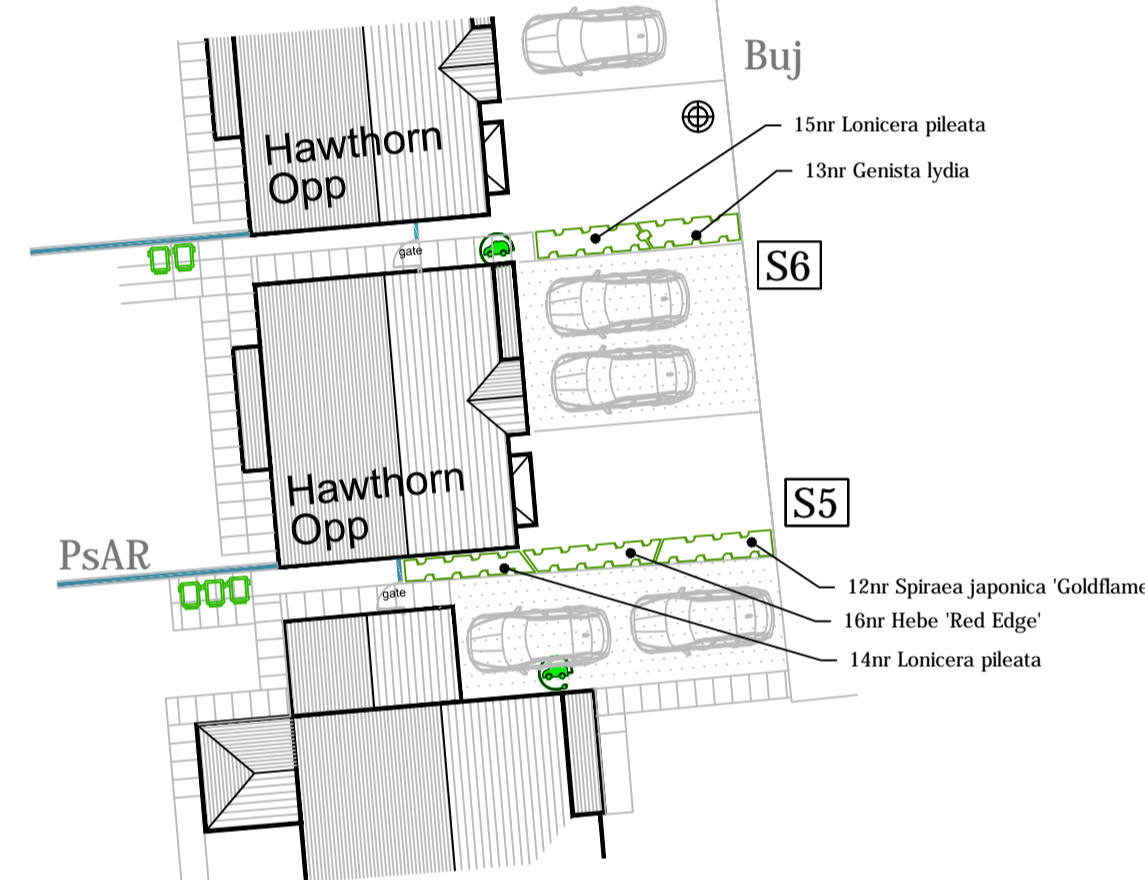 Buj
15nr Lonicera pileata
13nr Genista lydia
Hawthorn
Opp
gate
S6
Hawthorn
Opp
S5
PsAR
gate
12nr Spiraea japonica 'Goldflame
16nr Hebe 'Red Edge'
14nr Lonicera pileata